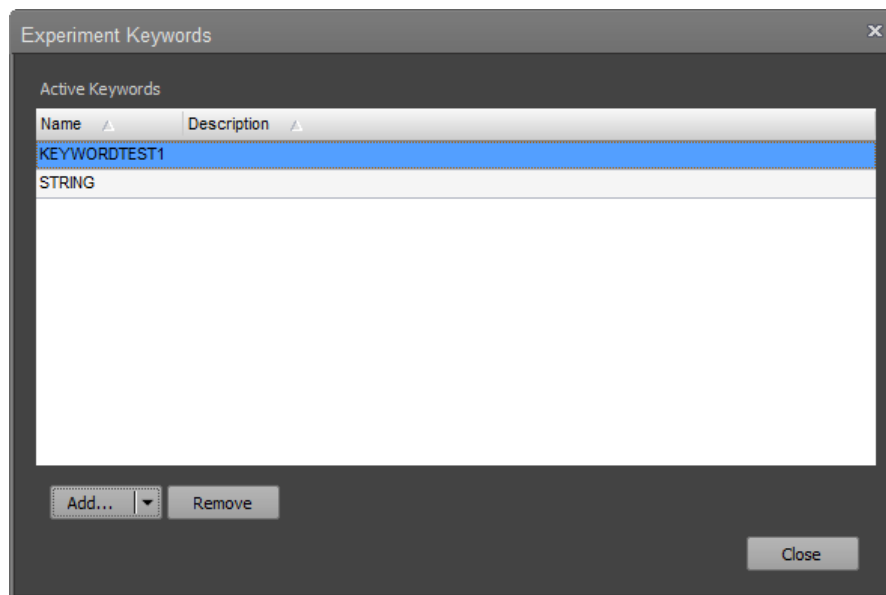 Experiment Keywords
Active Keywords
Name Description
KEYWORDTEST1
STRING
Add... Remove
Close